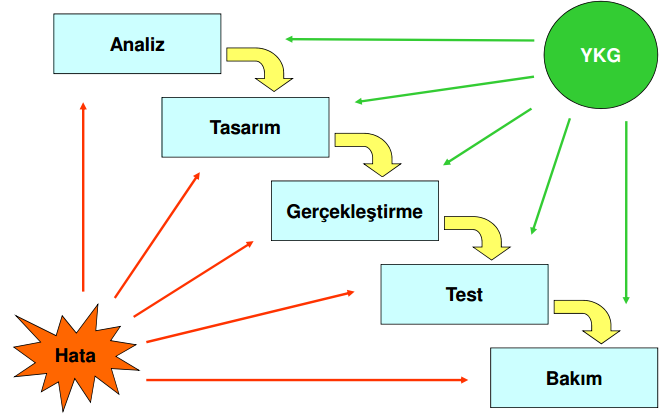 Analiz
YKG
Tasarım
Gerçekleştirme
Test
Hata
Bakım